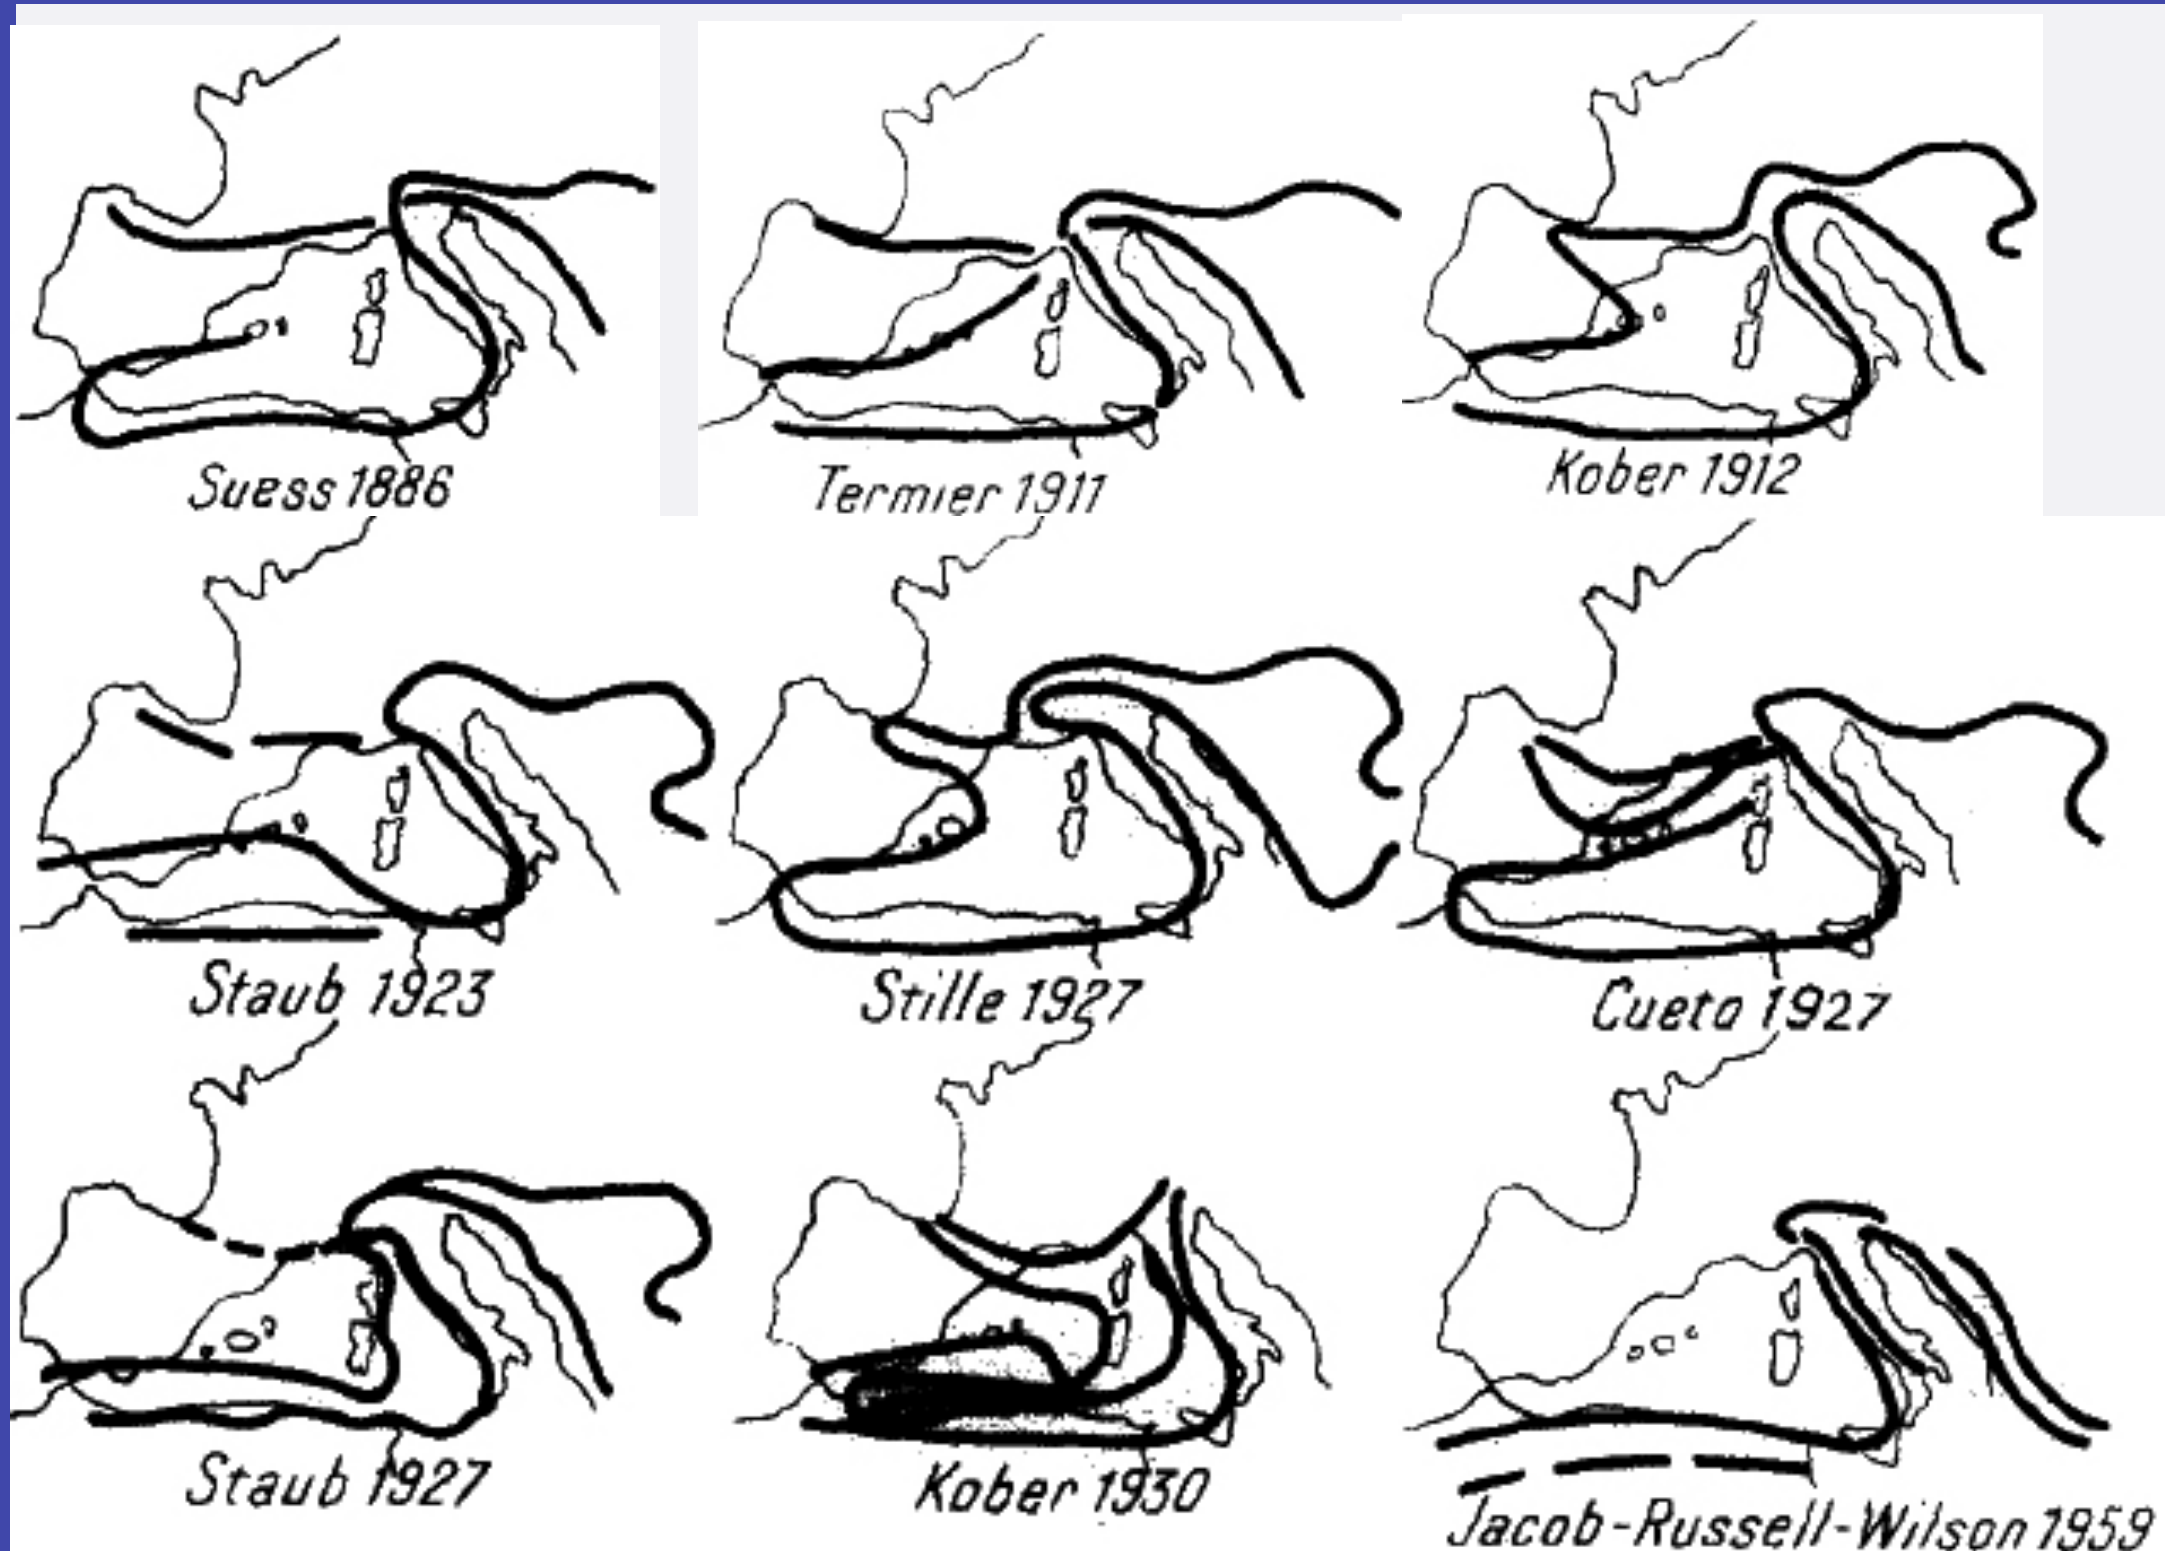 Suess 1886
Termier 1911
Kober 1912
Staub 1923
Stille 1927
Cueto 1927
Staub 1927
Kober 1930
Jacob-Russell-Wilson 1959